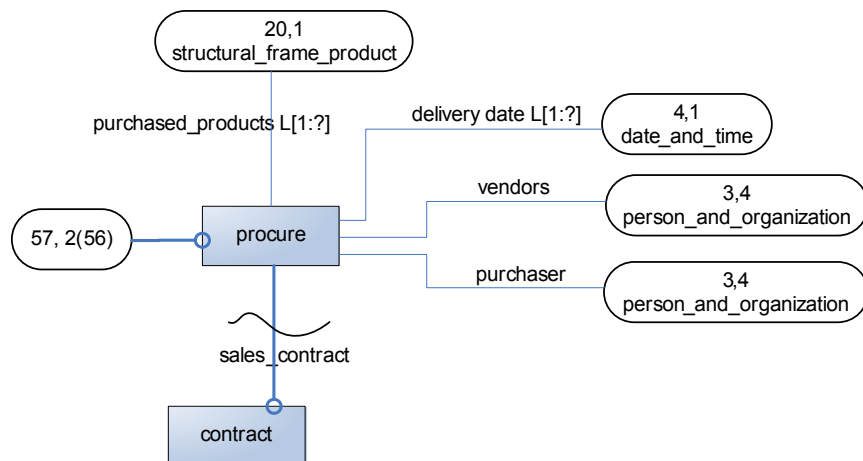 20,1
structural_frame_product
purchased_products L[1:?]
delivery date L[1:?]
4,1
date_and_time
vendors
3,4
person_and_organization
57, 2(56)
procure
purchaser
3,4
person_and_organization
sales_contract
contract